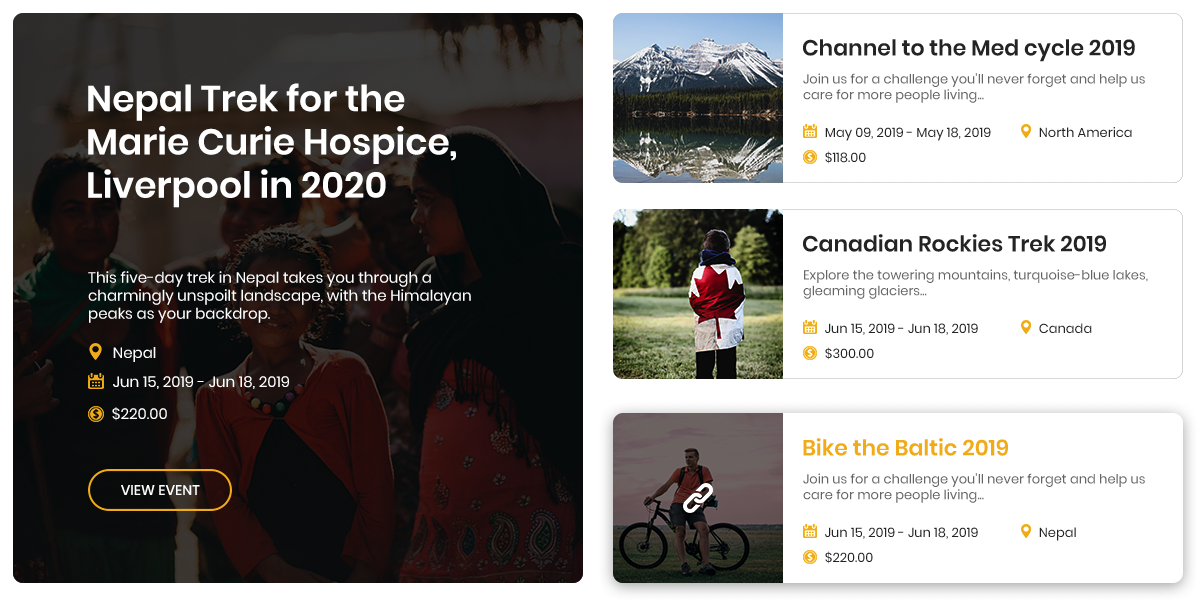 Nepal Trek for the
Marie Curie Hospice,
Liverpool in 2020
This five-day trek in Nepal takes you through a
charmingly unspoilt landscape, with the Himalayan
peaks as your backdrop.
Nepal
Jun 15, 2019 - Jun 18, 2019
$220.00
VIEW EVENT
Channel to the Med cycle 2019
Join us for a challenge you'll never forget and help us
care for more people living...
May 09, 2019 - May 18, 2019
North America
$118.00
Canadian Rockies Trek 2019
Explore the towering mountains, turquoise-blue lakes,
gleaming glaciers...
Jun 15, 2019 - Jun 18, 2019
Canada
$300.00
Bike the Baltic 2019
Join us for a challenge you'll never forget and help us
care for more people living...
Jun 15, 2019 - Jun 18, 2019
Nepal
$220.00